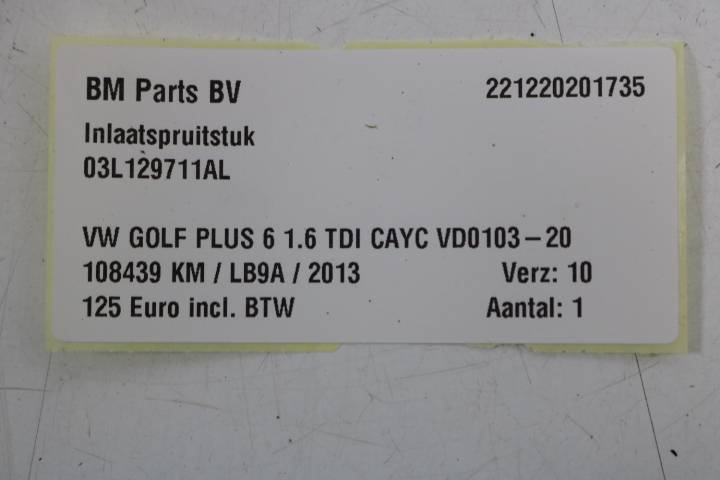 BM Parts BV 221220201735
Inlaatspruitstuk
03L129711AL
VW GOLF PLUS 6 1.6 TDI CAYC VD0103-20
108439 KM / LB9A / 2013 Verz: 10
125 Euro incl. BTW Aantal: 1